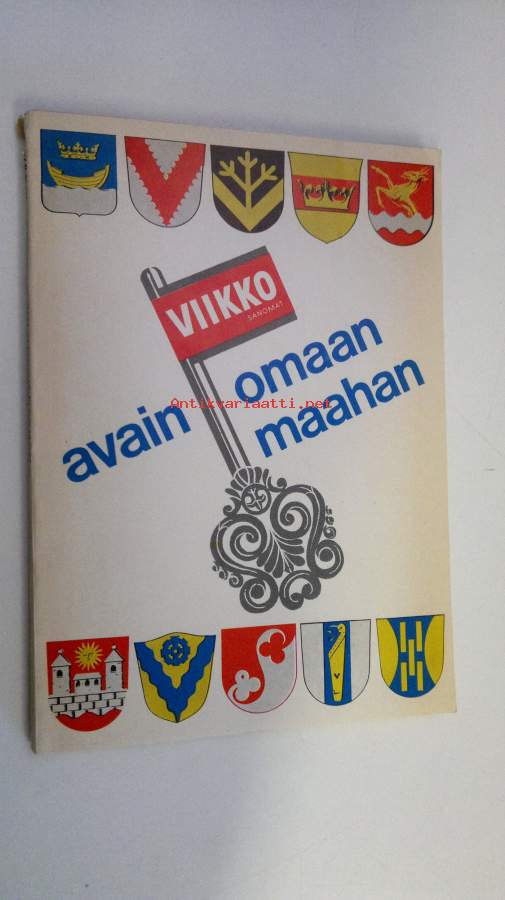 VIIKKO
SANOMAT
avain omaan
maahan
Antikvariaatti.net